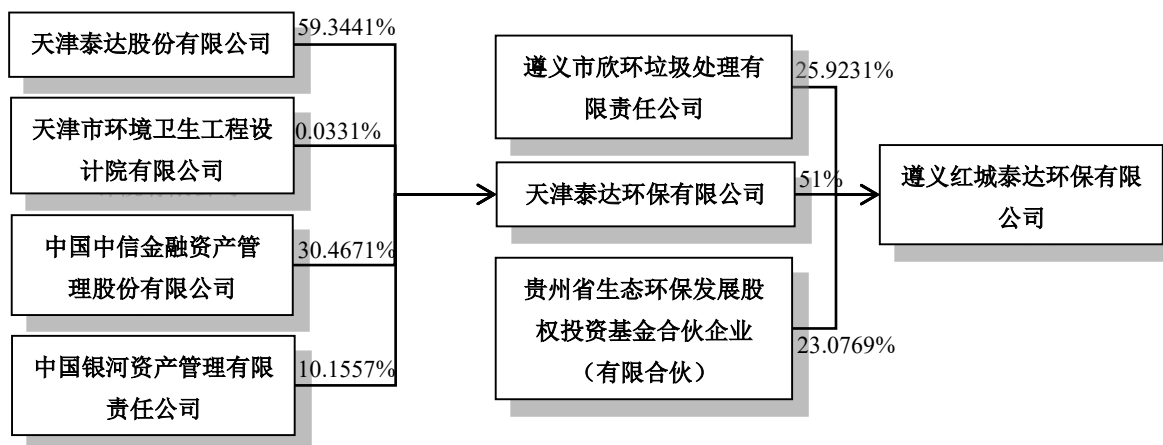 天津泰达股份有限公司
59.3441%
天津市环境卫生工程设
计院有限公司
0.0331%
中国中信金融资产管
理股份有限公司
30.4671%
中国银河资产管理有限
责任公司
10.1557%
遵义市欣环垃圾处理有
限责任公司
25.9231%
天津泰达环保有限公司
51%
贵州省生态环保发展股
权投资基金合伙企业
（有限合伙）
23.0769%
遵义红城泰达环保有限
公司